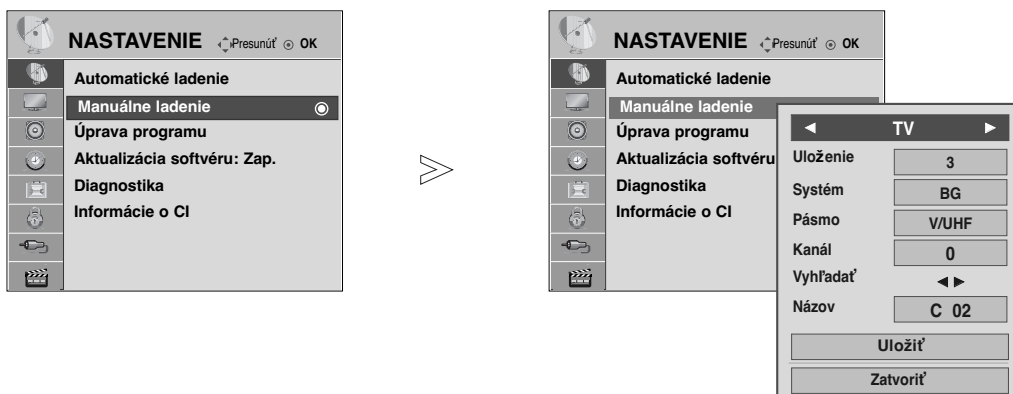 NASTAVENIE Presunúť OK
Automatické ladenie
Manuálne ladenie
Úprava programu
Aktualizácia softvéru: Zap.
Diagnostika
Informácie o CI
NASTAVENIE Presunúť OK
Automatické ladenie
Manuálne ladenie
Úprava programu
Aktualizácia softvéru
Diagnostika
Informácie o CI
◄ TV ►
Uloženie 3
Systém BG
Pásmo V/UHF
Kanál 0
Vyhľadať ◄ ►
Názov C 02
Uložiť
Zatvoriť